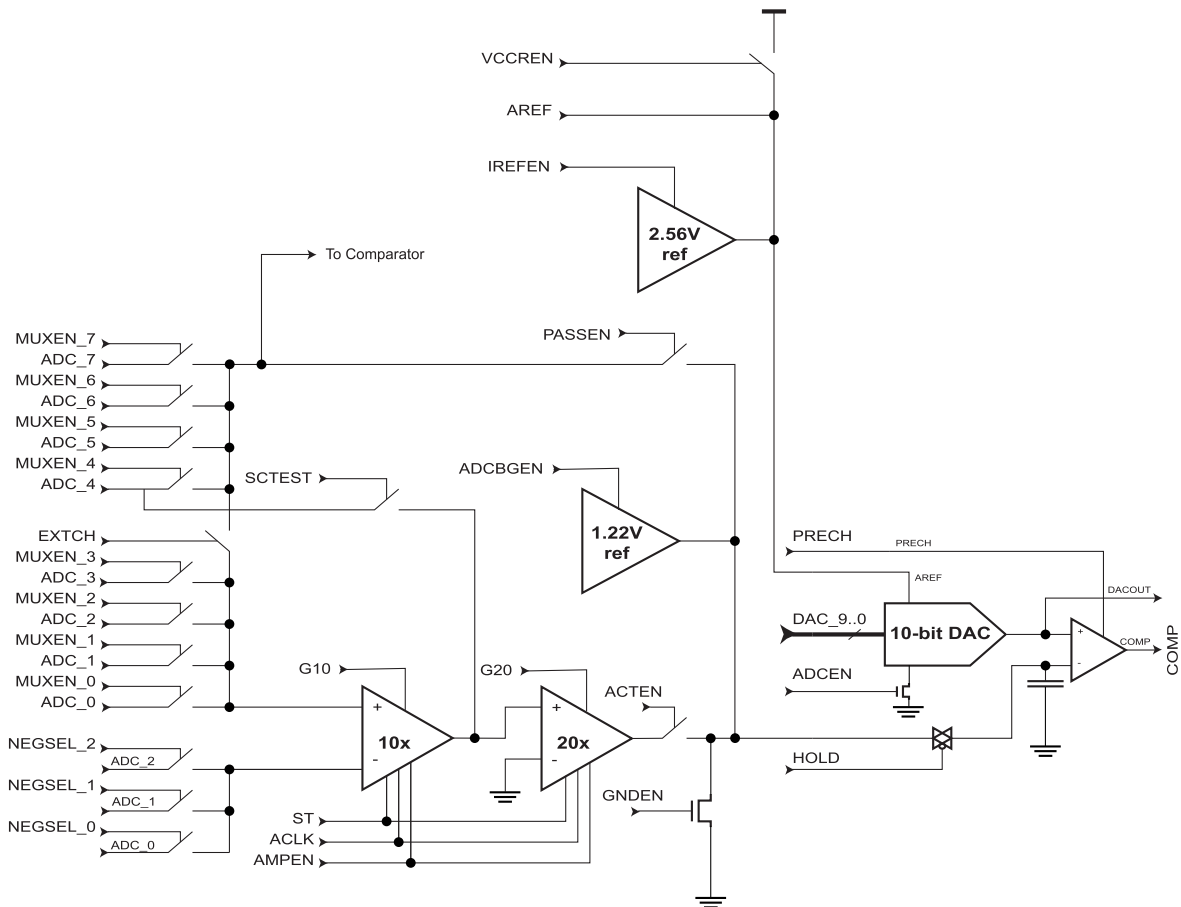 VCCREN
AREF
IREFEN
2.56V
ref
To Comparator
PASSEN
MUXEN_7
ADC_7
MUXEN_6
ADC_6
MUXEN_5
ADC_5
MUXEN_4
ADC_4
SCTEST
ADCBGEN
1.22V
ref
EXTCH
MUXEN_3
ADC_3
MUXEN_2
ADC_2
MUXEN_1
ADC_1
MUXEN_0
ADC_0
PRECH
PRECH
AREF
DACOUT
DAC_9..0
10-bit DAC
+
-
COMP
COMP
ADCEN
HOLD
G10
+
10x
-
G20
+
20x
-
ACTEN
GNDEN
NEGSEL_2
ADC_2
NEGSEL_1
ADC_1
NEGSEL_0
ADC_0
ST
ACLK
AMPEN